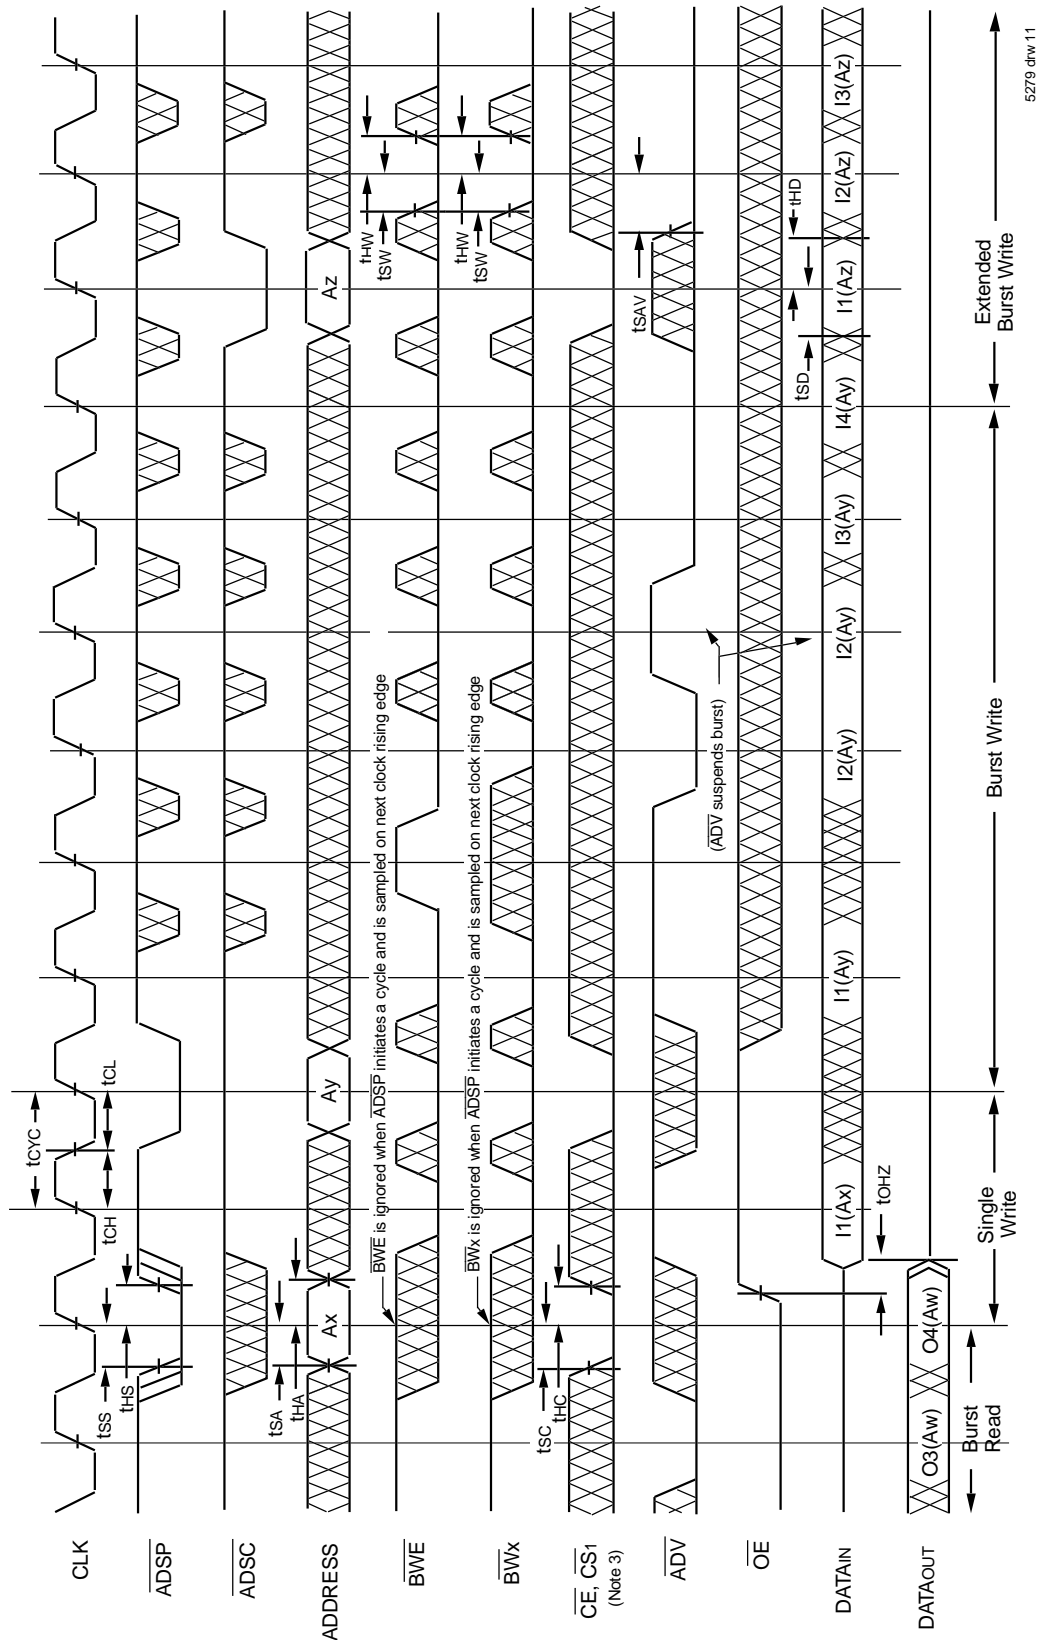 CLK
tCYC
tCH
tCL
tSS
tHS
ADSP
ADSC
tSA
tHA
ADDRESS
Ax
Ay
Az
BWE is ignored when ADSP initiates a cycle and is sampled on next clock rising edge
BWE
tHW
tSW
BWx is ignored when ADSP initiates a cycle and is sampled on next clock rising edge
BWx
tHW
tSW
tSC
tHC
CE, CS1
(Note 3)
ADV
tSAV
(ADV suspends burst)
OE
tOHZ
tSD
tHD
DATAIN
I1(Ax)
I1(Ay)
I2(Ay)
I2(Ay)
I3(Ay)
I4(Ay)
I1(Az)
I2(Az)
I3(Az)
DATAOUT
O3(Aw)
O4(Aw)
Burst
Read
Single
Write
Burst Write
Extended
Burst Write
5279 drw 11